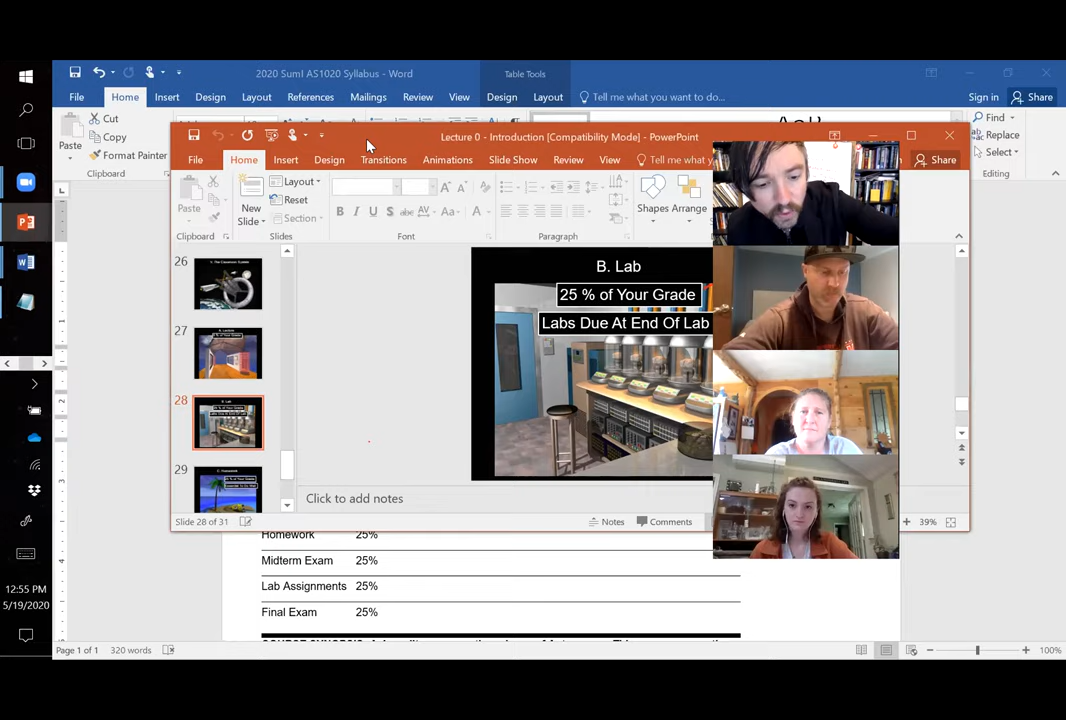 2020 SumI AS1020 Syllabus - Word
Table Tools
File Home Insert Design Layout References Mailings Review View Design Layout Tell me what you want to do... Sign in Share
Cut
Copy
Format Painter
Paste
Clipboard
Find
Replace
Select
Editing
Lecture 0 - Introduction [Compatibility Mode] - PowerPoint
File Home Insert Design Transitions Animations Slide Show Review View Tell me Share
Paste
Clipboard
New
Slide
Layout
Reset
Section
Slides
B I U S abc AV Aa A
Font
Paragraph
Shapes Arrange
26
27
28
29
B. Lab
25 % of Your Grade
Labs Due At End Of Lab
Click to add notes
Slide 28 of 31
Notes Comments
39%
Homework 25%
Midterm Exam 25%
Lab Assignments 25%
Final Exam 25%
12:55 PM
5/19/2020
Page 1 of 1 320 words
100%